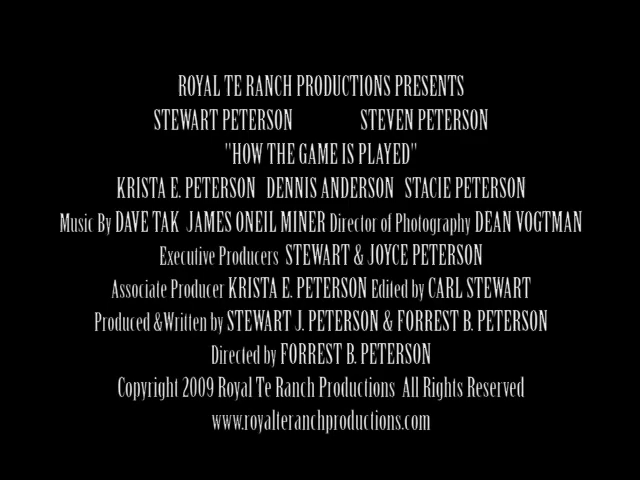 ROYAL TE RANCH PRODUCTIONS PRESENTS
STEWART PETERSON STEVEN PETERSON
"HOW THE GAME IS PLAYED"
KRISTA E. PETERSON DENNIS ANDERSON STACIE PETERSON
Music By DAVE TAK JAMES ONEIL MINER Director of Photography DEAN VOGTMAN
Executive Producers STEWART & JOYCE PETERSON
Associate Producer KRISTA E. PETERSON Edited by CARL STEWART
Produced &Written by STEWART J. PETERSON & FORREST B. PETERSON
Directed by FORREST B. PETERSON
Copyright 2009 Royal Te Ranch Productions All Rights Reserved
www.royalteranchproductions.com